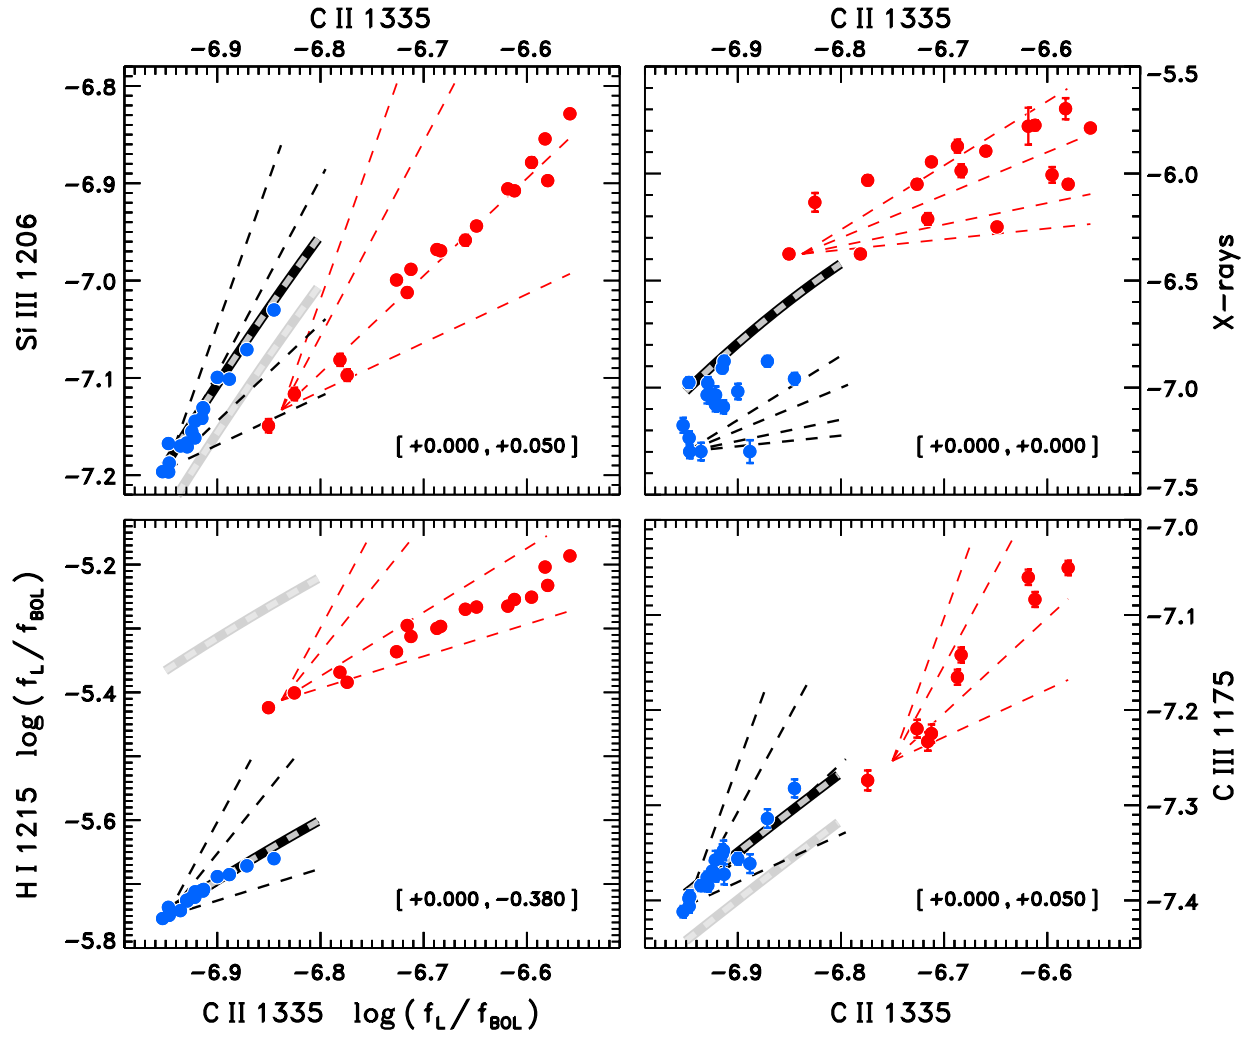 C II 1335 C II 1335
−6.9 −6.8 −6.7 −6.6 −6.9 −6.8 −6.7 −6.6
Si III 1206
−6.8
−6.9
−7.0
−7.1
−7.2
[ +0.000 , +0.050 ]
−5.5
−6.0
−6.5
−7.0
−7.5
X−rays
[ +0.000 , +0.000 ]
H I 1215 log ( fL / fBOL )
−5.2
−5.4
−5.6
−5.8
[ +0.000 , −0.380 ]
−7.0
−7.1
−7.2
−7.3
−7.4
C III 1175
[ +0.000 , +0.050 ]
−6.9 −6.8 −6.7 −6.6 −6.9 −6.8 −6.7 −6.6
C II 1335 log ( fL / fBOL ) C II 1335